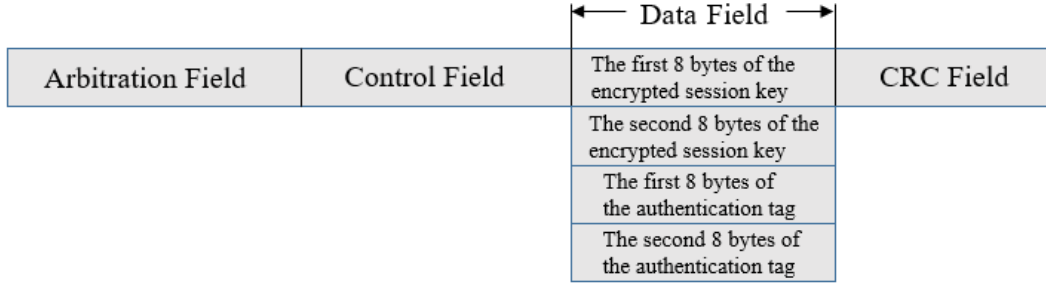 Data Field
Arbitration Field
Control Field
The first 8 bytes of the
encrypted session key
CRC Field
The second 8 bytes of the
encrypted session key
The first 8 bytes of
the authentication tag
The second 8 bytes of
the authentication tag